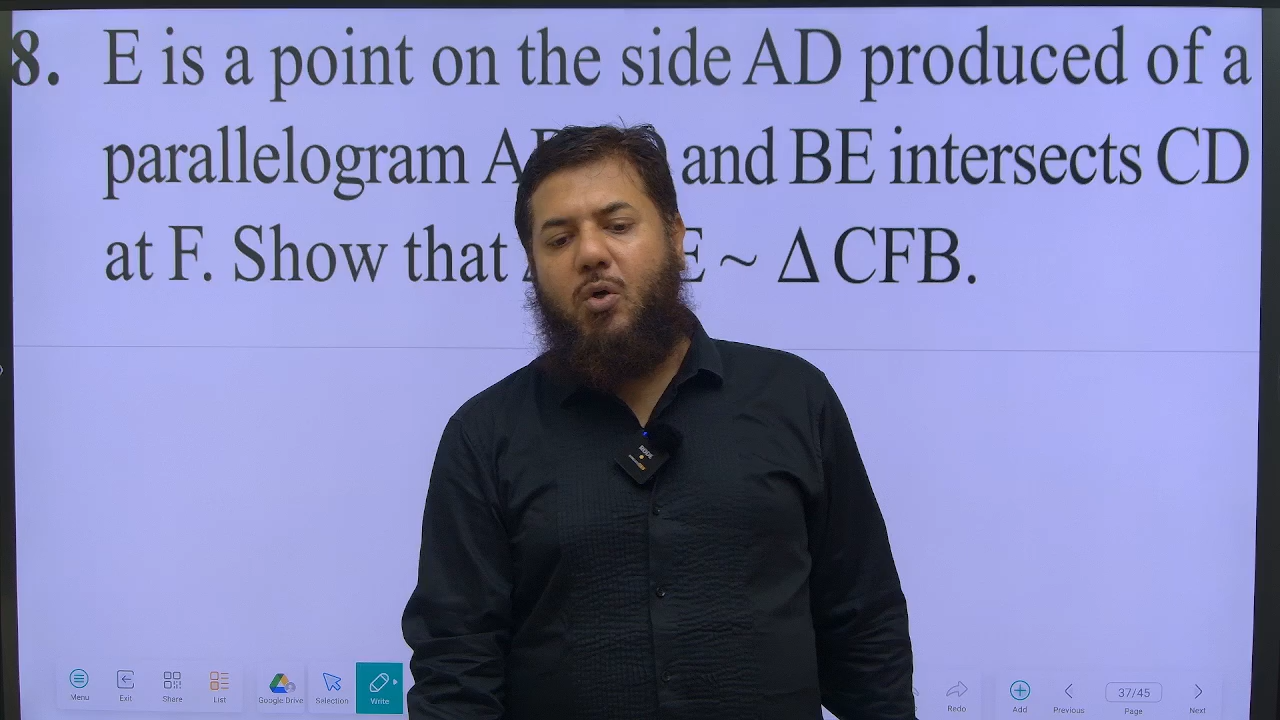 8. E is a point on the side AD produced of a
parallelogram and BE intersects CD
at F. Show that ~ Δ CFB.
Menu
Exit
Share
List
Google Drive
Selection
Write
Redo
Add
Previous
37/45
Page
Next